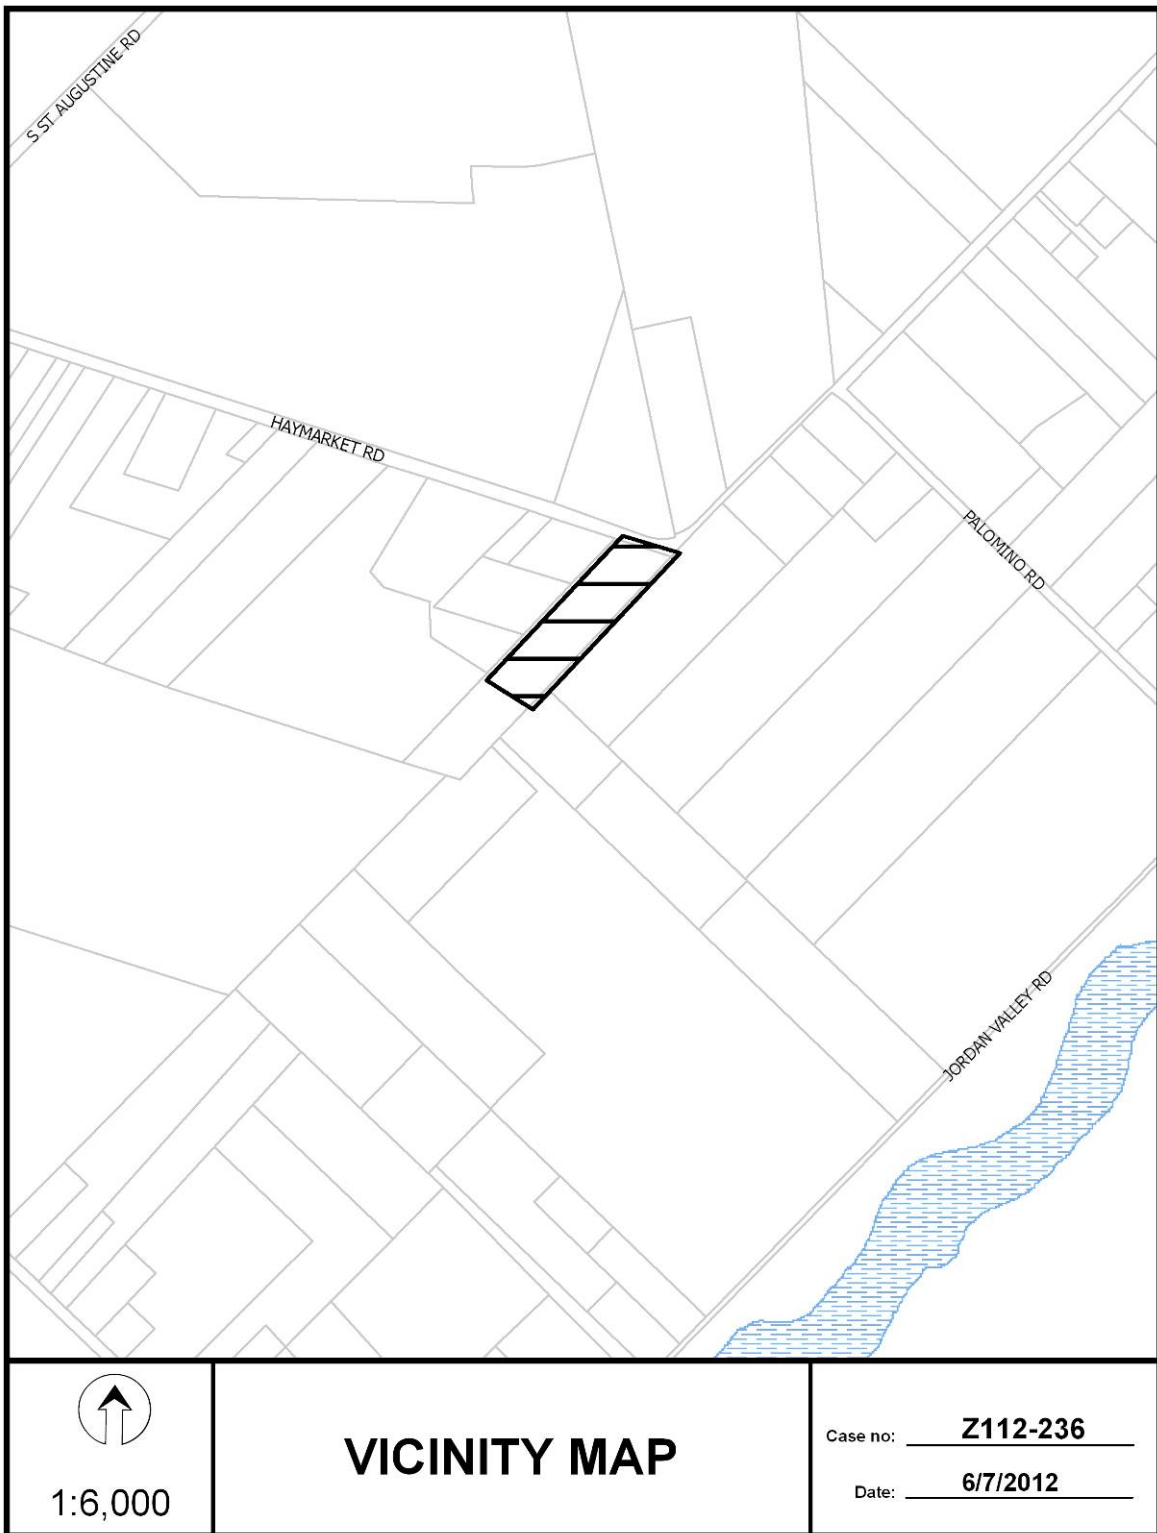 S ST AUGUSTINE RD
HAYMARKET RD
PALOMINO RD
JORDAN VALLEY RD
1:6,000
VICINITY MAP
Case no: Z112-236
Date: 6/7/2012